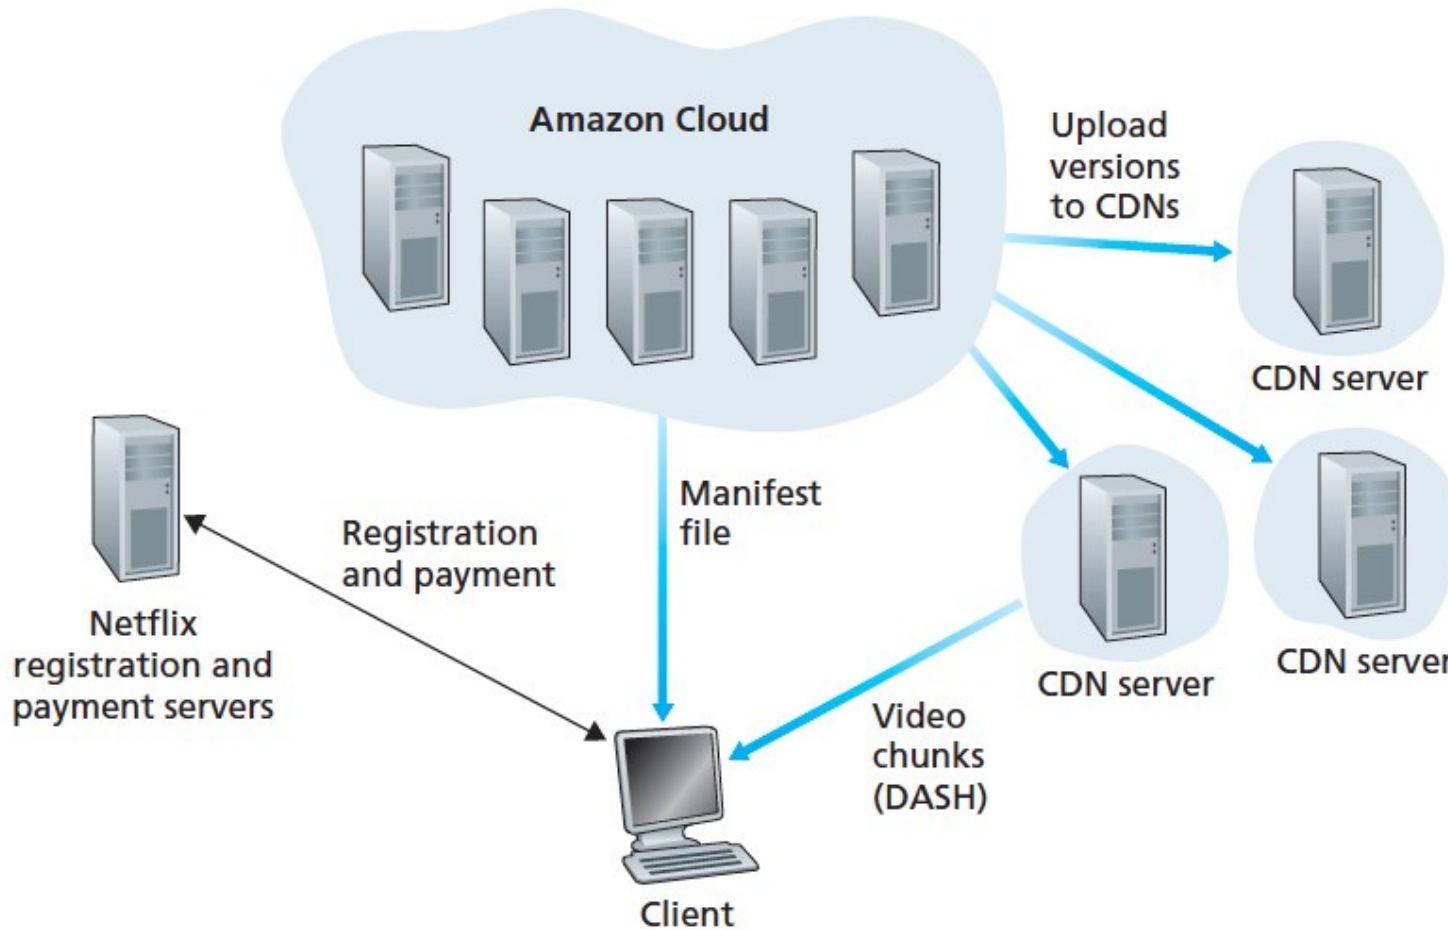 Amazon Cloud
Upload
versions
to CDNs
CDN server
Manifest
file
Registration
and payment
Netflix
registration and
payment servers
CDN server
CDN server
Video
chunks
(DASH)
Client